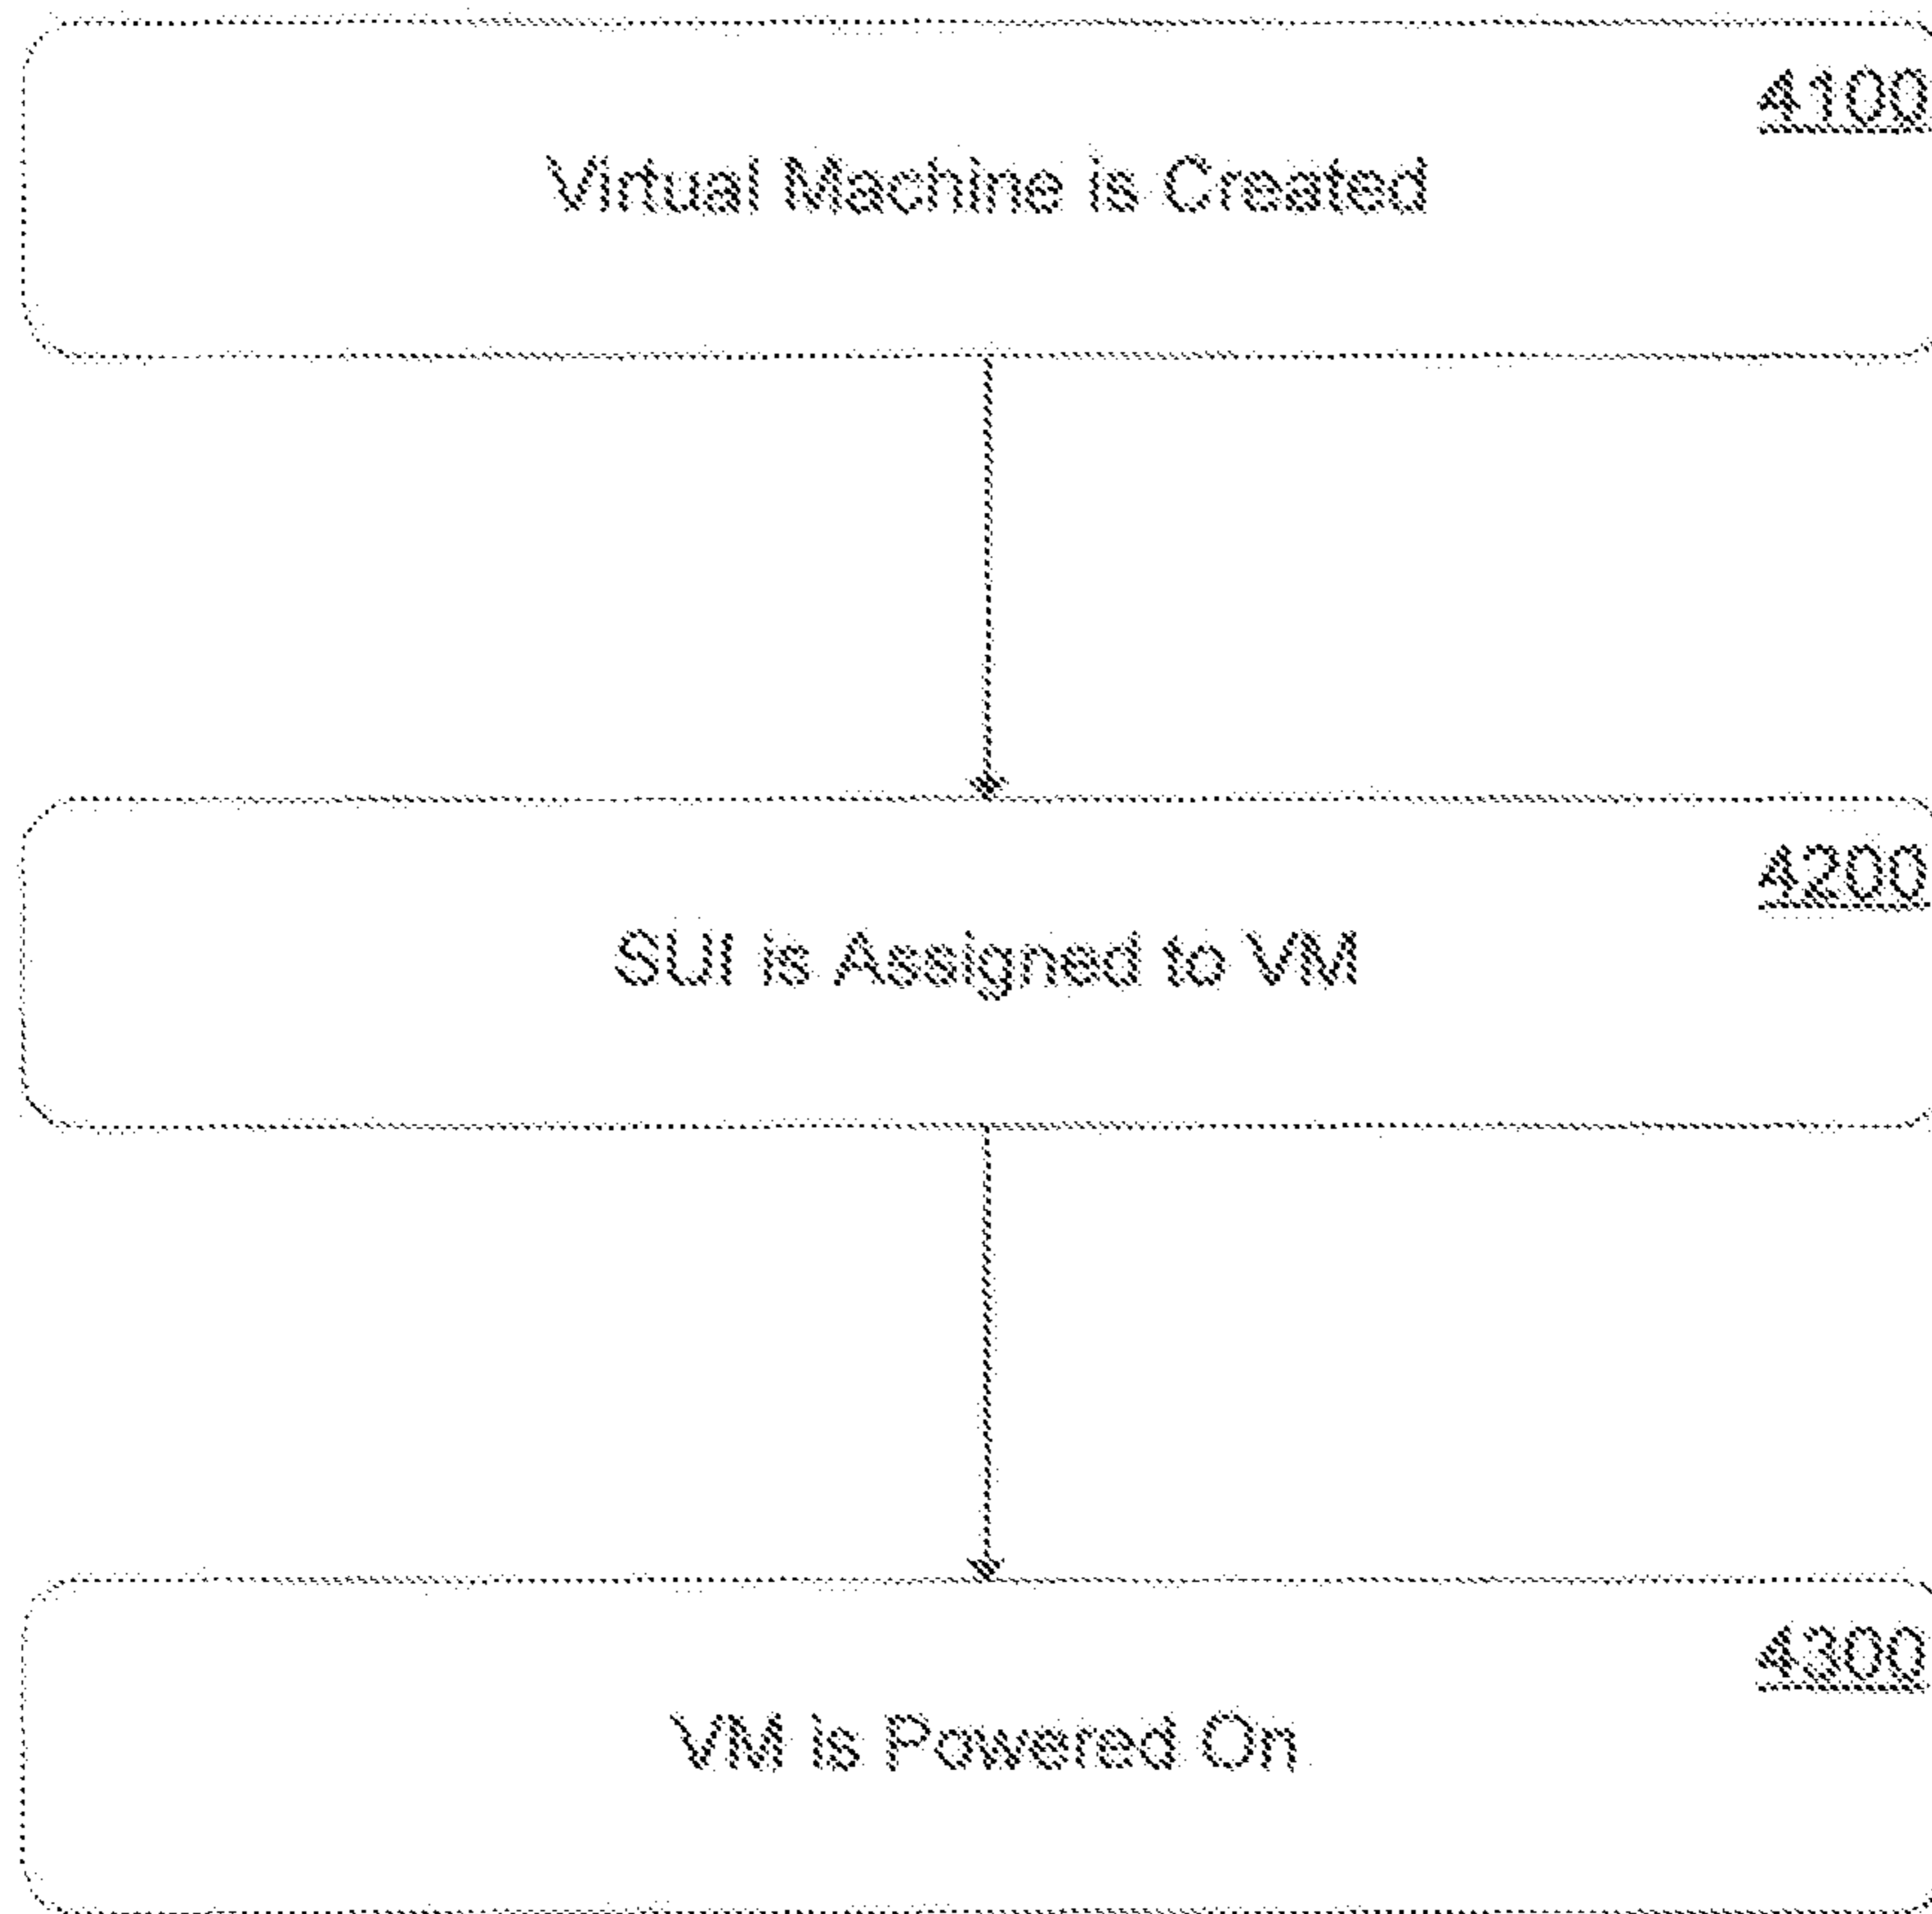 4100
Virtual Machine is Created
4200
SUI is Assigned to VM
4300
VM is Powered On